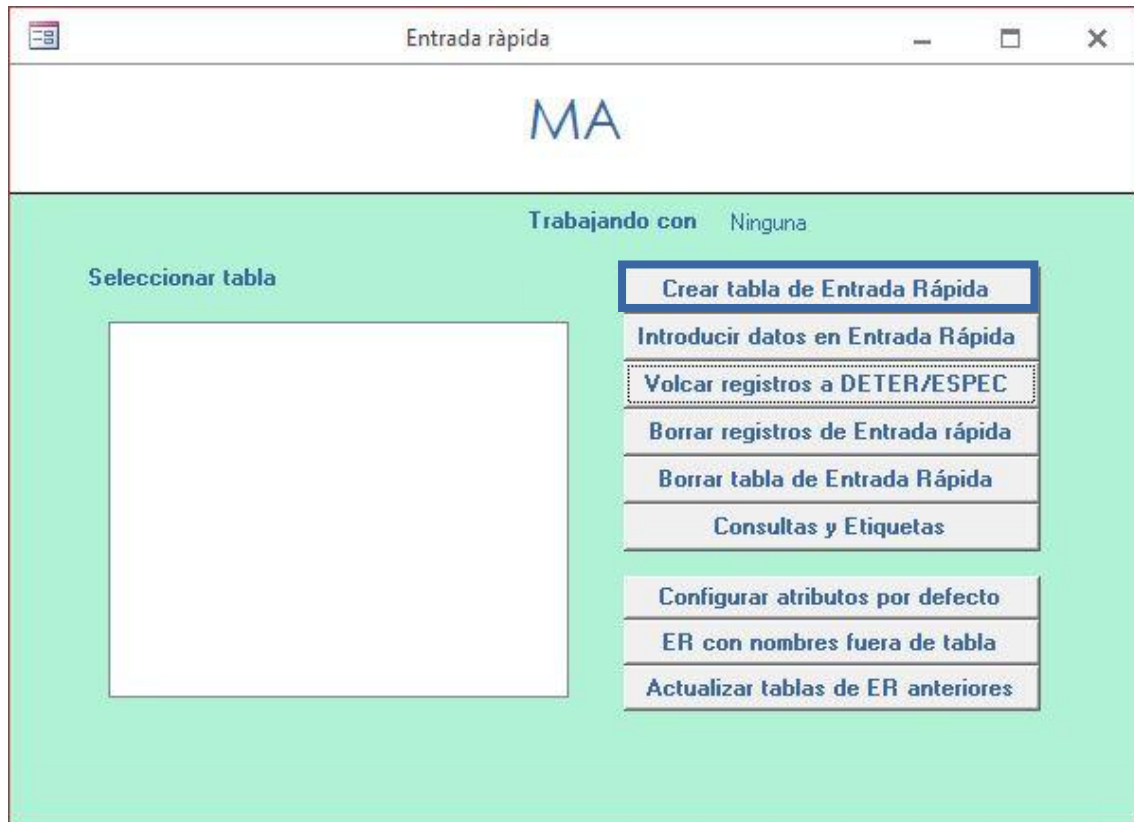 Entrada ràpida
MA
Trabajando con Ninguna
Seleccionar tabla
Crear tabla de Entrada Rápida
Introducir datos en Entrada Rápida
Volcar registros a DETER/ESPEC
Borrar registros de Entrada rápida
Borrar tabla de Entrada Rápida
Consultas y Etiquetas
Configurar atributos por defecto
ER con nombres fuera de tabla
Actualizar tablas de ER anteriores